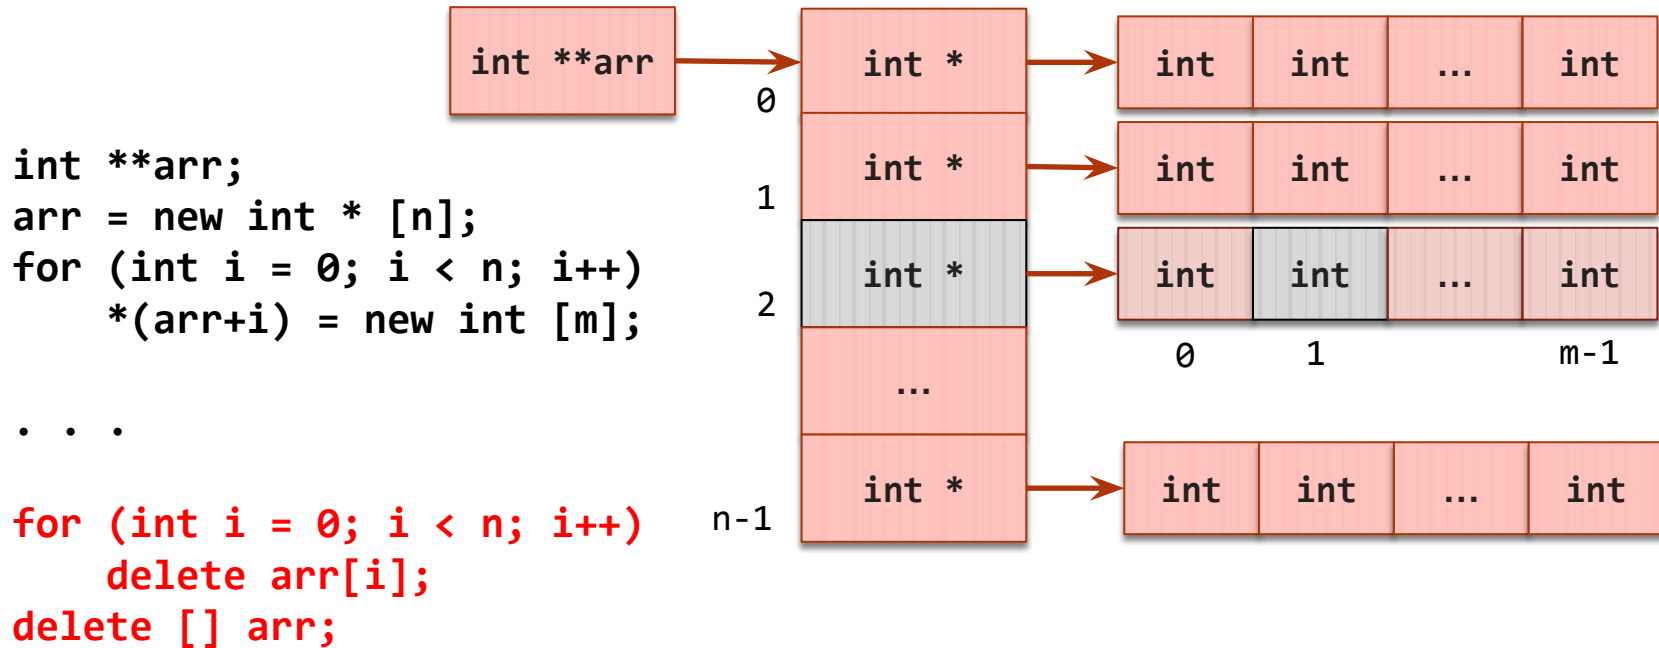 int **arr;
arr = new int * [n];
for (int i = 0; i < n; i++)
    *(arr+i) = new int [m];
. . .
for (int i = 0; i < n; i++)
    delete arr[i];
delete [] arr;
int **arr
int *
int int … int
0
int *
int int … int
1
int *
int int … int
2
0 1 m-1
…
int *
int int … int
n-1